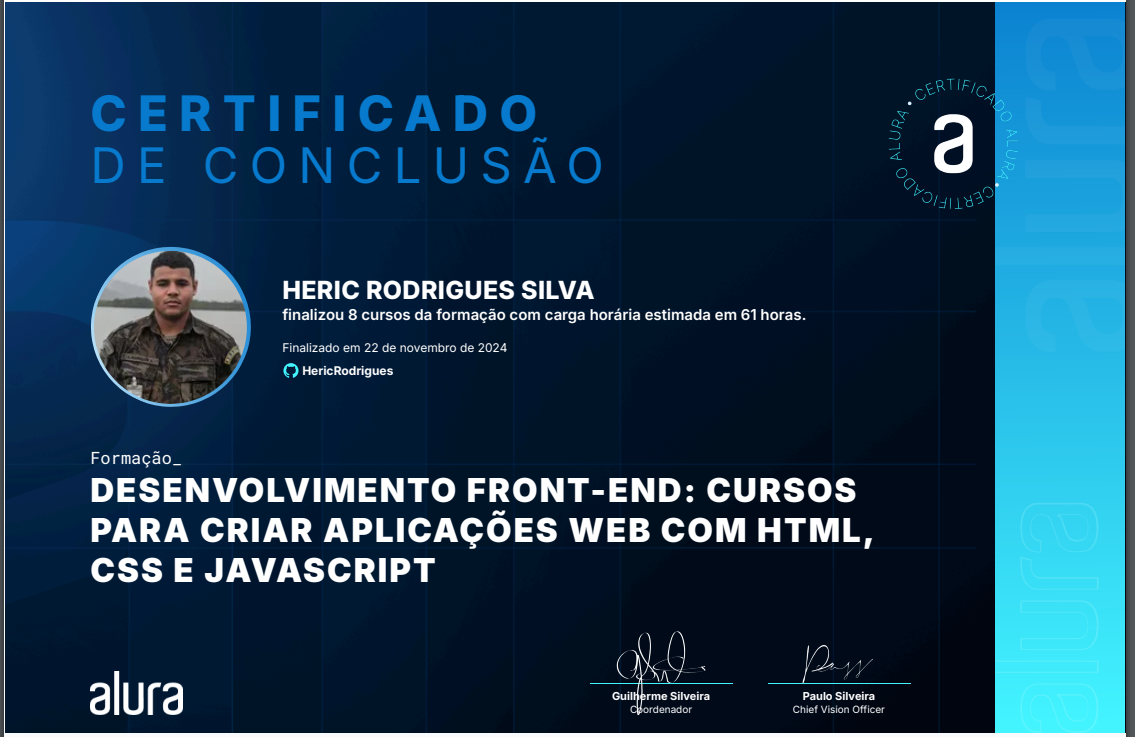 CERTIFICADO
DE CONCLUSÃO
CERTIFICADO ALURA • CERTIFICADO ALURA •
a
HERIC RODRIGUES SILVA
finalizou 8 cursos da formação com carga horária estimada em 61 horas.
Finalizado em 22 de novembro de 2024
HericRodrigues
Formação_
DESENVOLVIMENTO FRONT-END: CURSOS
PARA CRIAR APLICAÇÕES WEB COM HTML,
CSS E JAVASCRIPT
alura
Guilherme Silveira
Coordenador
Paulo Silveira
Chief Vision Officer
alura
alura